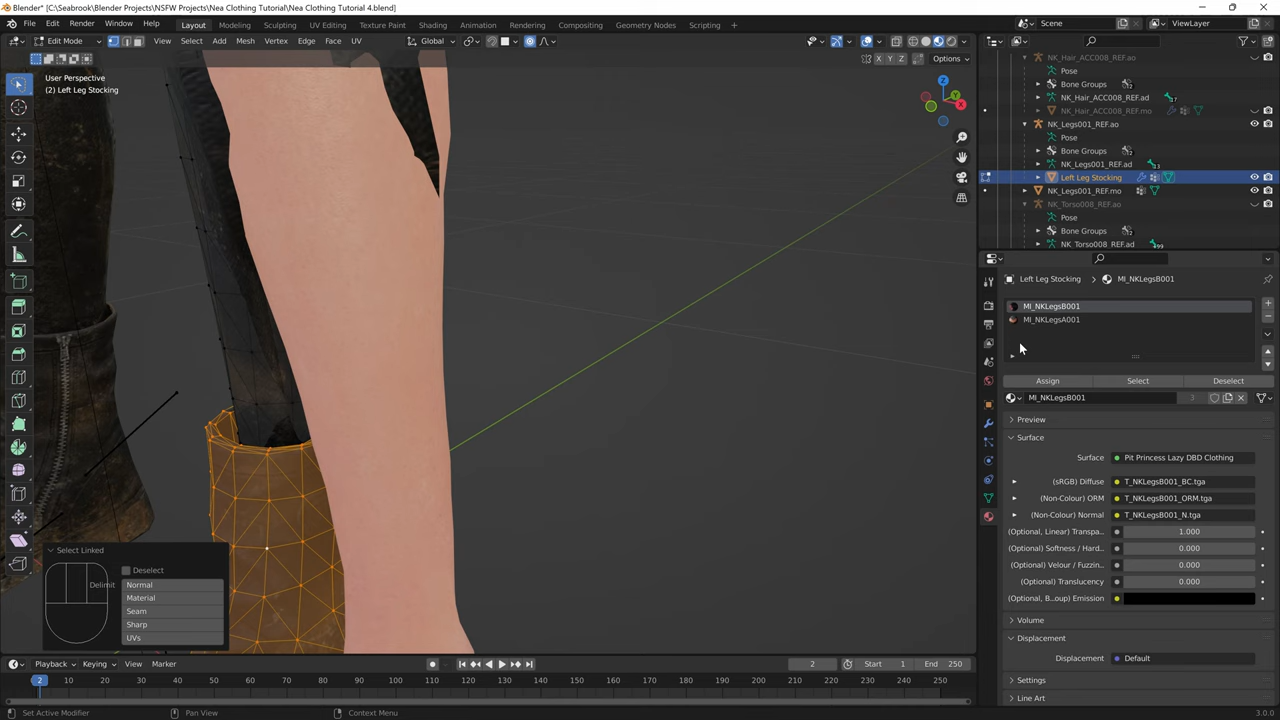 Blender* [C:\Seabrook\Blender Projects\NSFW Projects\Nea Clothing Tutorial\Nea Clothing Tutorial 4.blend]
File Edit Render Window Help Layout Modeling Sculpting UV Editing Texture Paint Shading Animation Rendering Compositing Geometry Nodes Scripting Scene ViewLayer
Edit Mode View Select Add Mesh Vertex Edge Face UV Global
X Y Z Options
User Perspective
(2) Left Leg Stocking
Z
Y
X
NK_Hair_ACC008_REF.ao
Pose
Bone Groups
NK_Hair_ACC008_REF.ad
NK_Hair_ACC008_REF.mo
NK_Legs001_REF.ao
Pose
Bone Groups
NK_Legs001_REF.ad
Left Leg Stocking
NK_Legs001_REF.mo
NK_Torso008_REF.ao
Pose
Bone Groups
NK_Torso008_REF.ad
Left Leg Stocking MI_NKLegsB001
MI_NKLegsB001
MI_NKLegsA001
Assign Select Deselect
MI_NKLegsB001 3
Preview
Surface
Surface Pit Princess Lazy DBD Clothing
(sRGB) Diffuse T_NKLegsB001_BC.tga
(Non-Colour) ORM T_NKLegsB001_ORM.tga
(Non-Colour) Normal T_NKLegsB001_N.tga
(Optional, Linear) Transpa... 1.000
(Optional) Softness / Hard... 0.000
(Optional) Velour / Fuzzin... 0.000
(Optional) Translucency 0.000
(Optional, B...oup) Emission
Volume
Displacement
Displacement Default
Settings
Line Art
Select Linked
Deselect
Delimit Normal
Material
Seam
Sharp
UVs
Playback Keying View Marker 2 Start 1 End 250
2 10 20 30 40 50 60 70 80 90 100 110 120 130 140 150 160 170 180 190 200 210 220 230 240 250
Set Active Modifier Pan View Context Menu 3.0.0